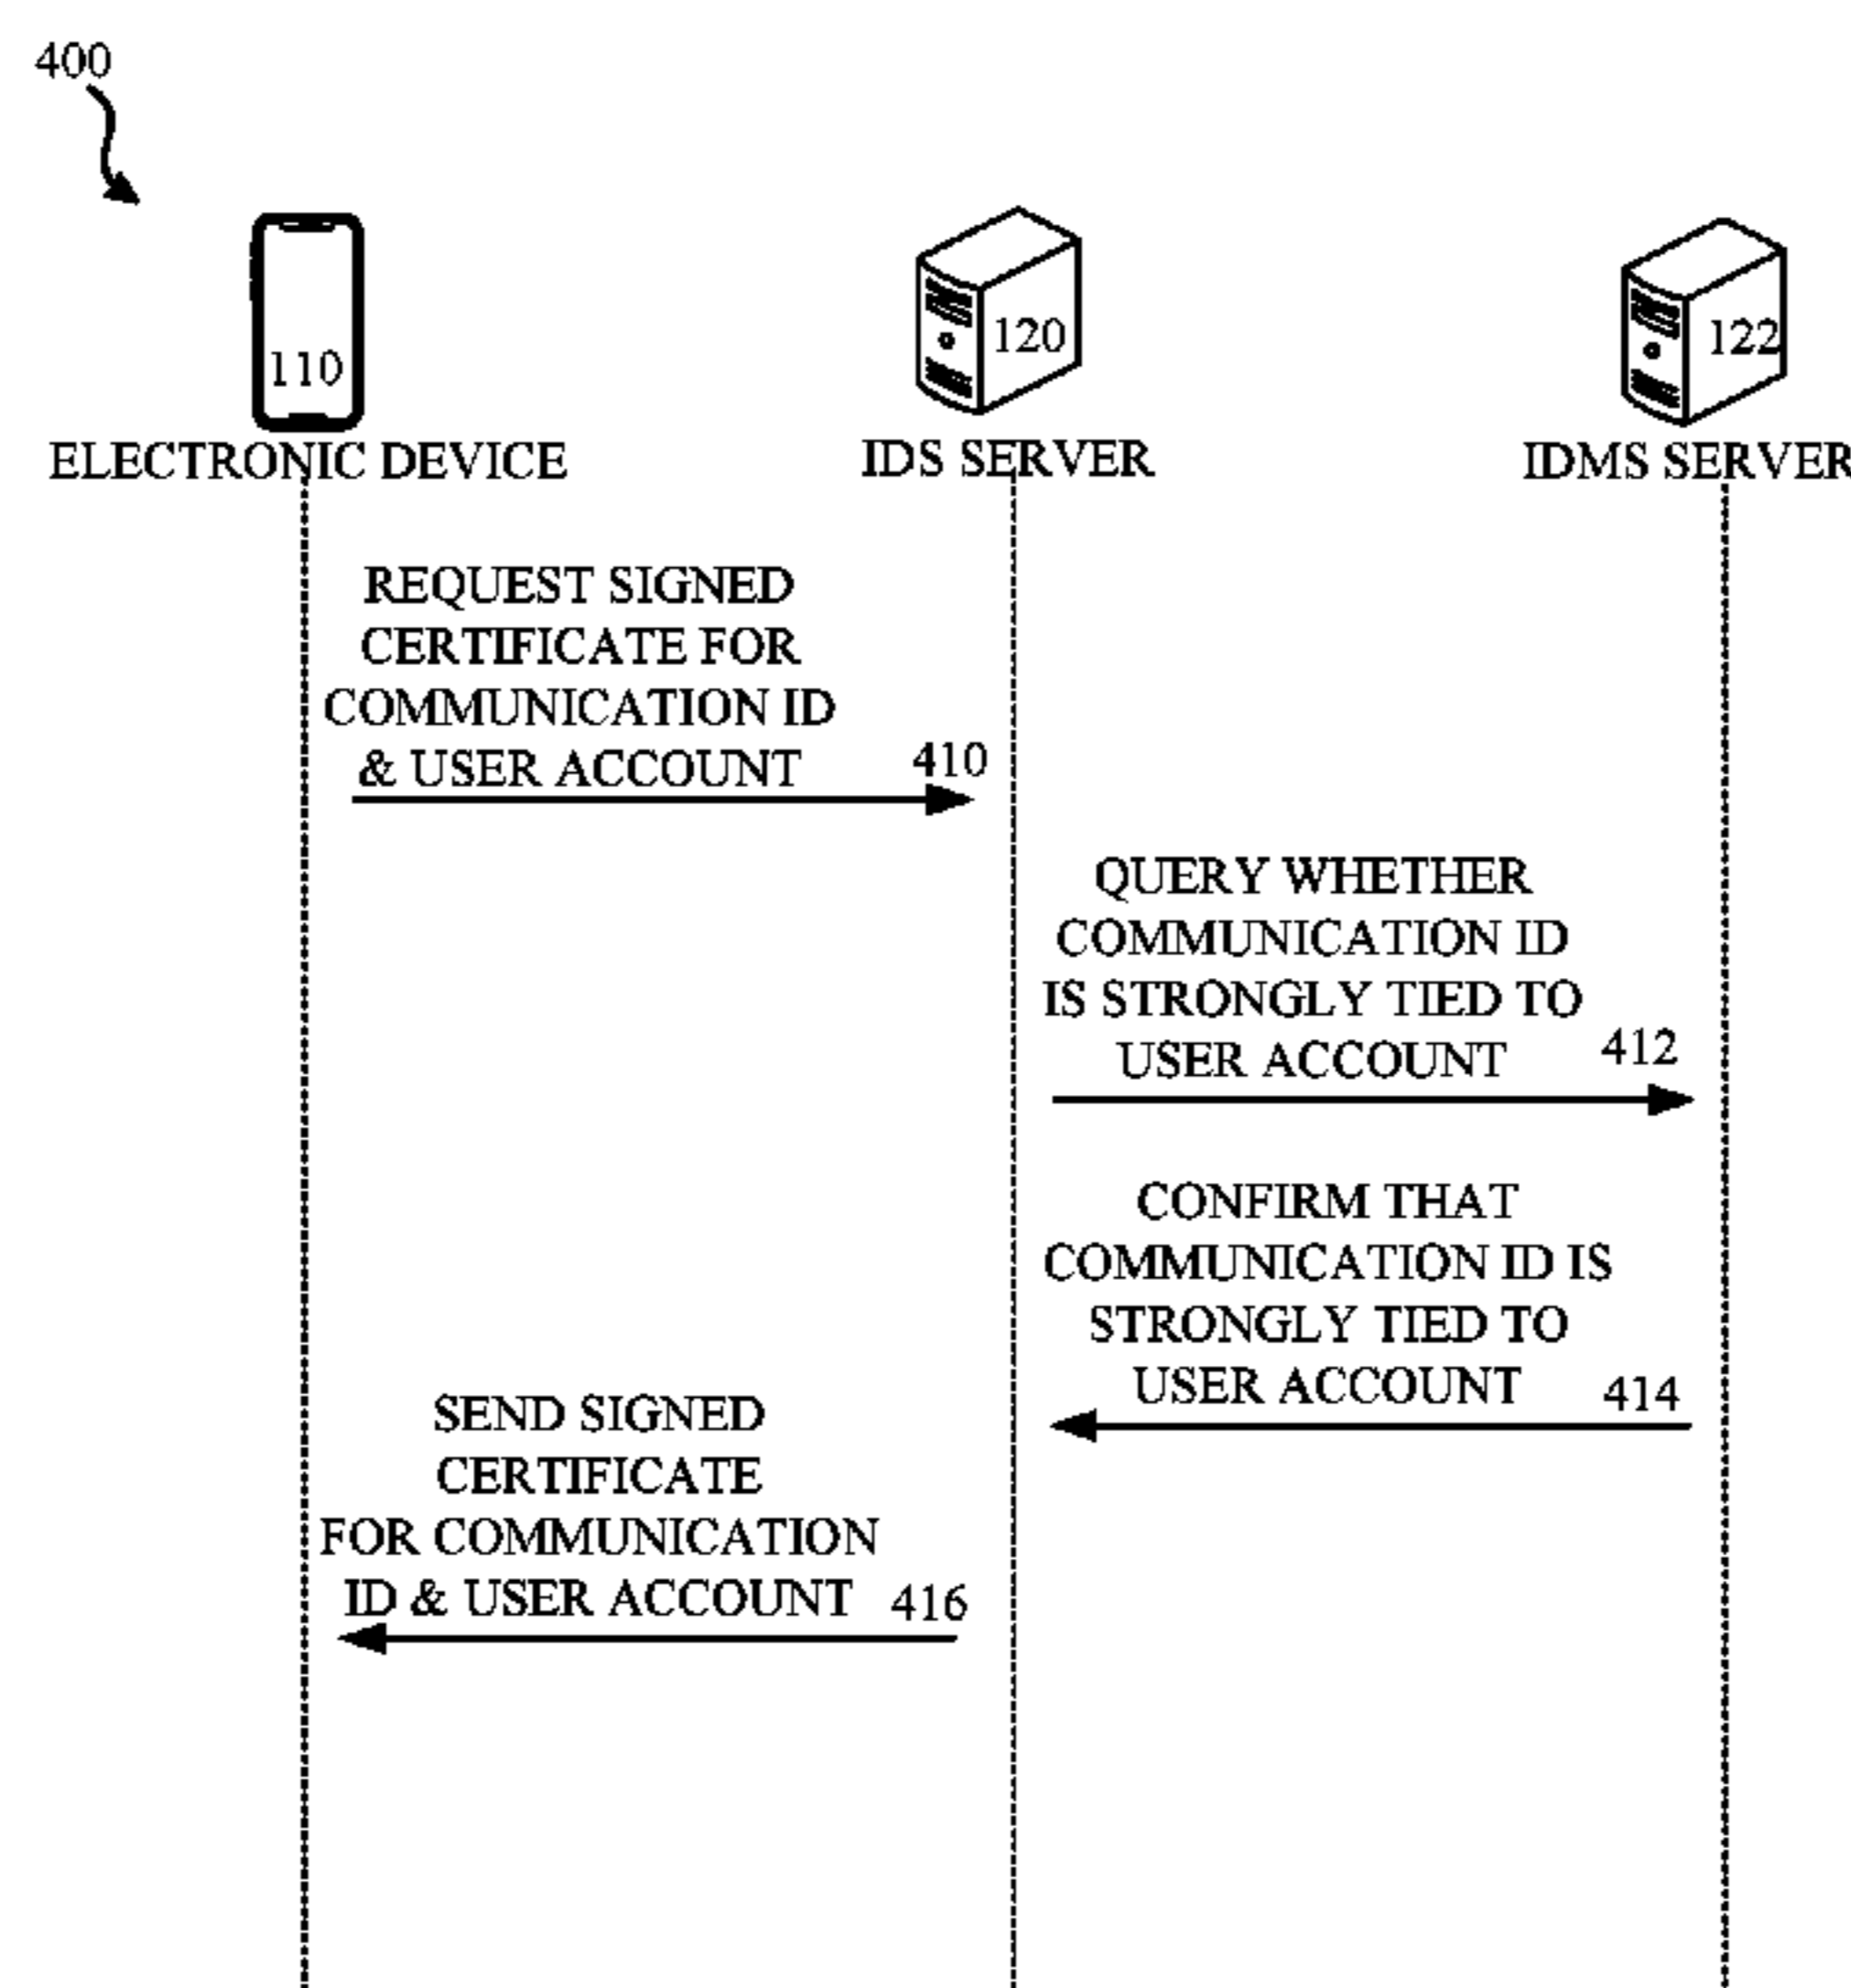 400
110
120
122
ELECTRONIC DEVICE
IDS SERVER
IDMS SERVER
REQUEST SIGNED
CERTIFICATE FOR
COMMUNICATION ID
& USER ACCOUNT
410
QUERY WHETHER
COMMUNICATION ID
IS STRONGLY TIED TO
USER ACCOUNT
412
CONFIRM THAT
COMMUNICATION ID IS
STRONGLY TIED TO
USER ACCOUNT
414
SEND SIGNED
CERTIFICATE
FOR COMMUNICATION
ID & USER ACCOUNT
416